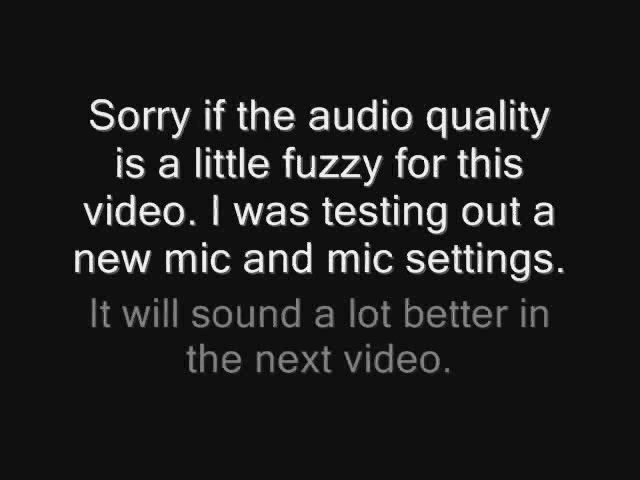 Sorry if the audio quality
is a little fuzzy for this
video. I was testing out a
new mic and mic settings.
It will sound a lot better in
the next video.